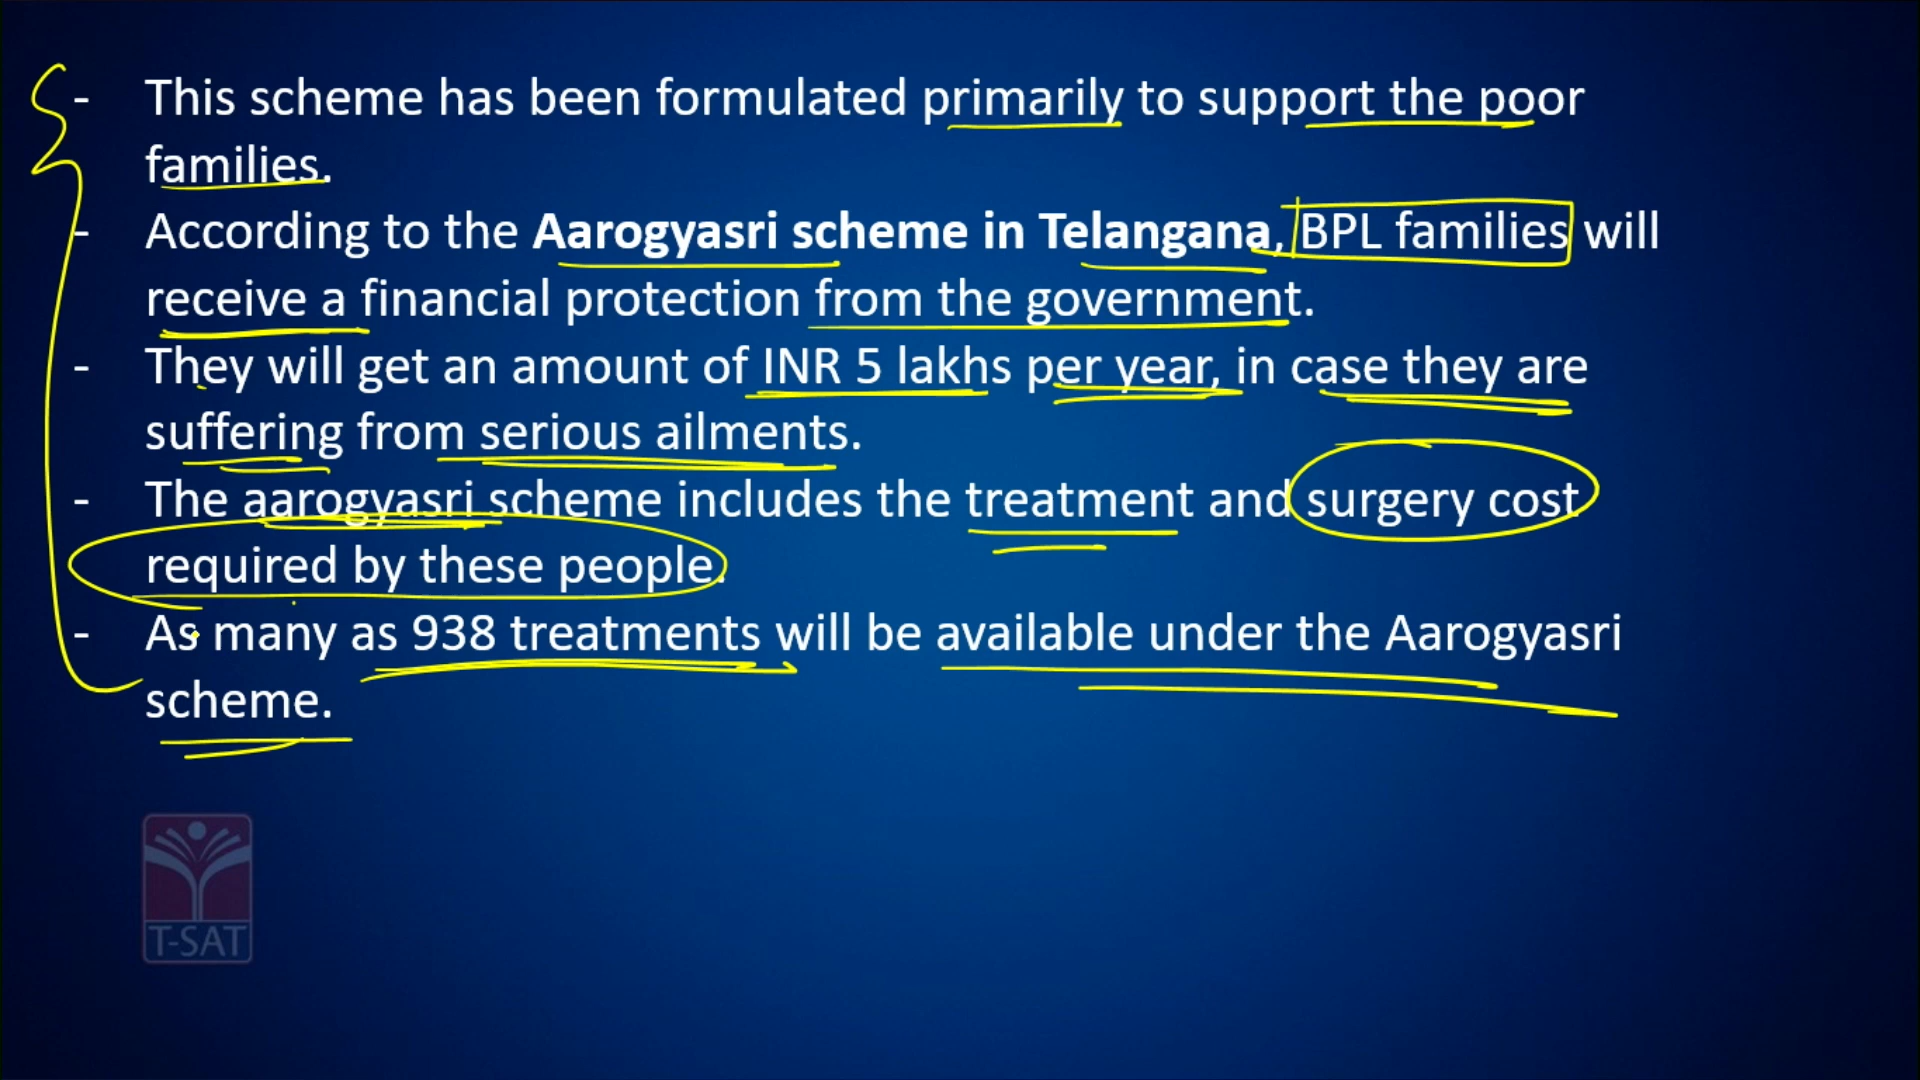 - This scheme has been formulated primarily to support the poor
families.
- According to the Aarogyasri scheme in Telangana, BPL families will
receive a financial protection from the government.
- They will get an amount of INR 5 lakhs per year, in case they are
suffering from serious ailments.
- The aarogyasri scheme includes the treatment and surgery cost
required by these people.
- As many as 938 treatments will be available under the Aarogyasri
scheme.
T-SAT